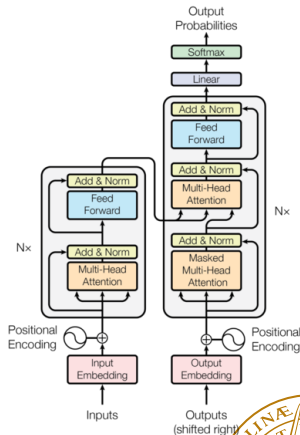 Output
Probabilities
Softmax
Linear
Add & Norm
Feed
Forward
Add & Norm
Multi-Head
Attention
Add & Norm
Masked
Multi-Head
Attention
Nx
Add & Norm
Feed
Forward
Add & Norm
Multi-Head
Attention
Nx
Positional
Encoding
Positional
Encoding
Input
Embedding
Output
Embedding
Inputs
Outputs
(shifted right)